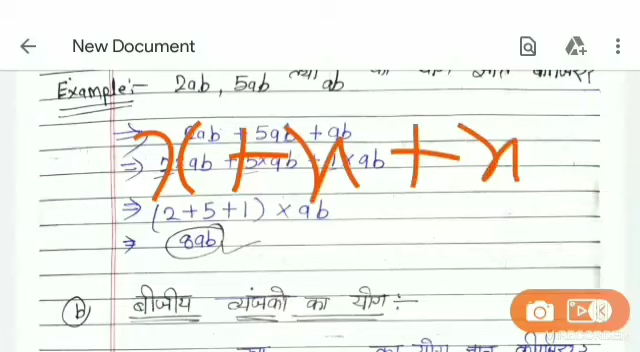 New Document
Example:- 2ab, 5ab तथा ab का योग ज्ञात कीजिए
⇒ 2ab + 5ab + ab
⇒ 2×ab + 5×ab + 1×ab
x + x + x
⇒ (2+5+1) × ab
⇒ 8ab
(b) बीजीय व्यंजको का योग:-
का योग ज्ञात कीजिए
RECORDER